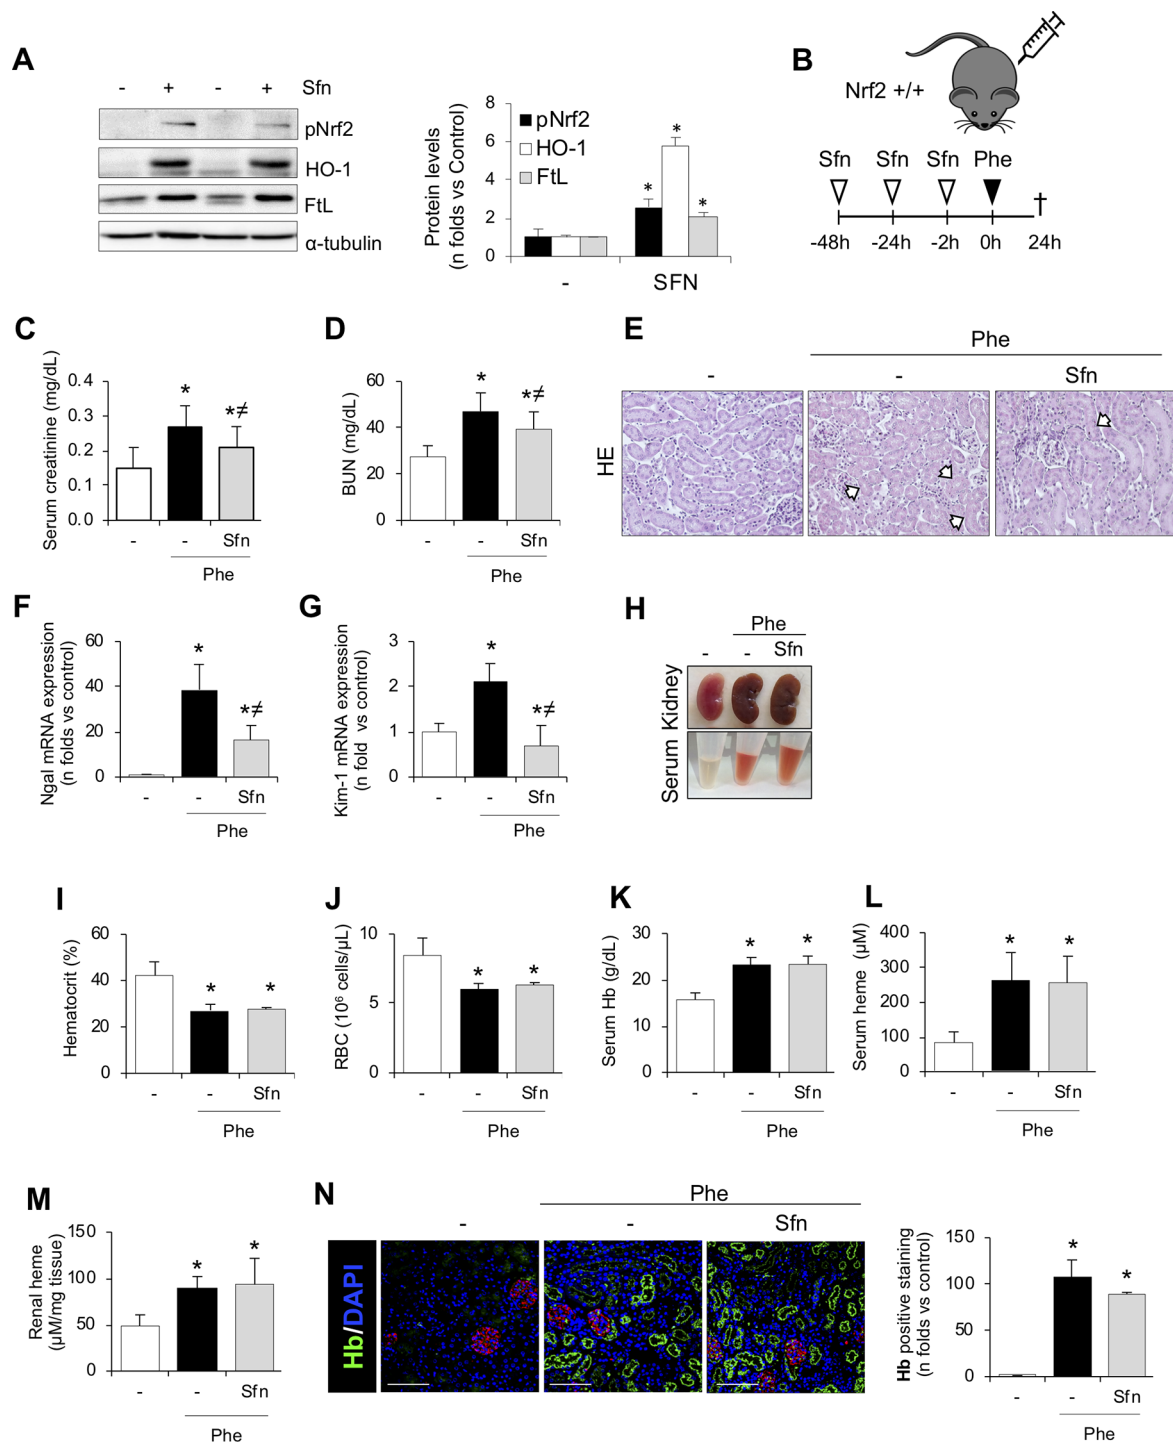 A
- + - + Sfn
pNrf2
HO-1
FtL
α-tubulin
Protein levels
(n folds vs Control)
8
6
4
2
0
pNrf2
HO-1
FtL
*
*
*
- SFN
B
Nrf2 +/+
Sfn Sfn Sfn Phe
†
-48h -24h -2h 0h 24h
C
Serum creatinine (mg/dL)
0.4
0.3
0.2
0.1
0.0
*
*≠
- - Sfn
Phe
D
BUN (mg/dL)
60
40
20
0
*
*≠
- - Sfn
Phe
E
Phe
- - Sfn
HE
F
Ngal mRNA expression
(n folds vs control)
60
40
20
0
*
*≠
- - Sfn
Phe
G
Kim-1 mRNA expression
(n fold vs control)
3
2
1
0
*
*≠
- - Sfn
Phe
H
Phe
- - Sfn
Kidney
Serum
I
Hematocrit (%)
60
40
20
0
*
*
- - Sfn
Phe
J
RBC (10⁶ cells/µL)
10
5
0
*
*
- - Sfn
Phe
K
Serum Hb (g/dL)
30
20
10
0
*
*
- - Sfn
Phe
L
Serum heme (µM)
400
300
200
100
0
*
*
- - Sfn
Phe
M
Renal heme
(µM/mg tissue)
150
100
50
0
*
*
- - Sfn
Phe
N
Phe
- - Sfn
Hb/DAPI
Hb positive staining
(n folds vs control)
150
100
50
0
*
*
- - Sfn
Phe